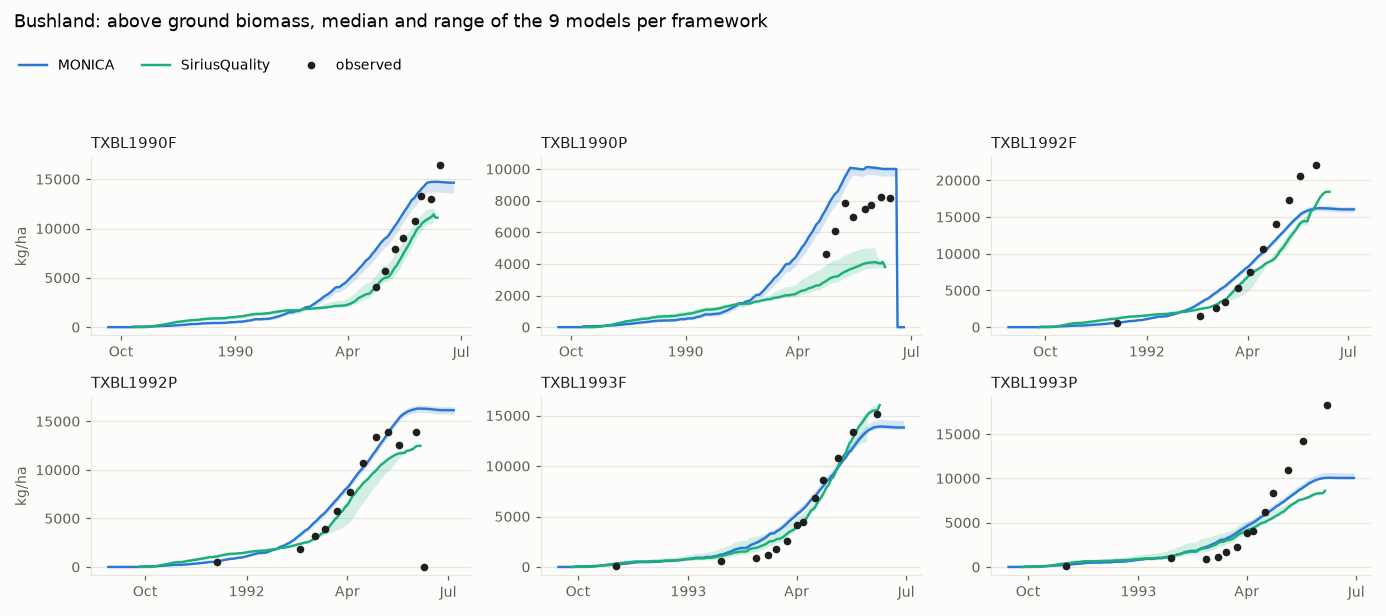 Bushland: above ground biomass, median and range of the 9 models per framework
MONICA SiriusQuality observed
TXBL1990F TXBL1990P TXBL1992F
kg/ha
15000
10000
5000
0
Oct 1990 Apr Jul
10000
8000
6000
4000
2000
0
Oct 1990 Apr Jul
20000
15000
10000
5000
0
Oct 1992 Apr Jul
TXBL1992P TXBL1993F TXBL1993P
kg/ha
15000
10000
5000
0
Oct 1992 Apr Jul
15000
10000
5000
0
Oct 1993 Apr Jul
15000
10000
5000
0
Oct 1993 Apr Jul